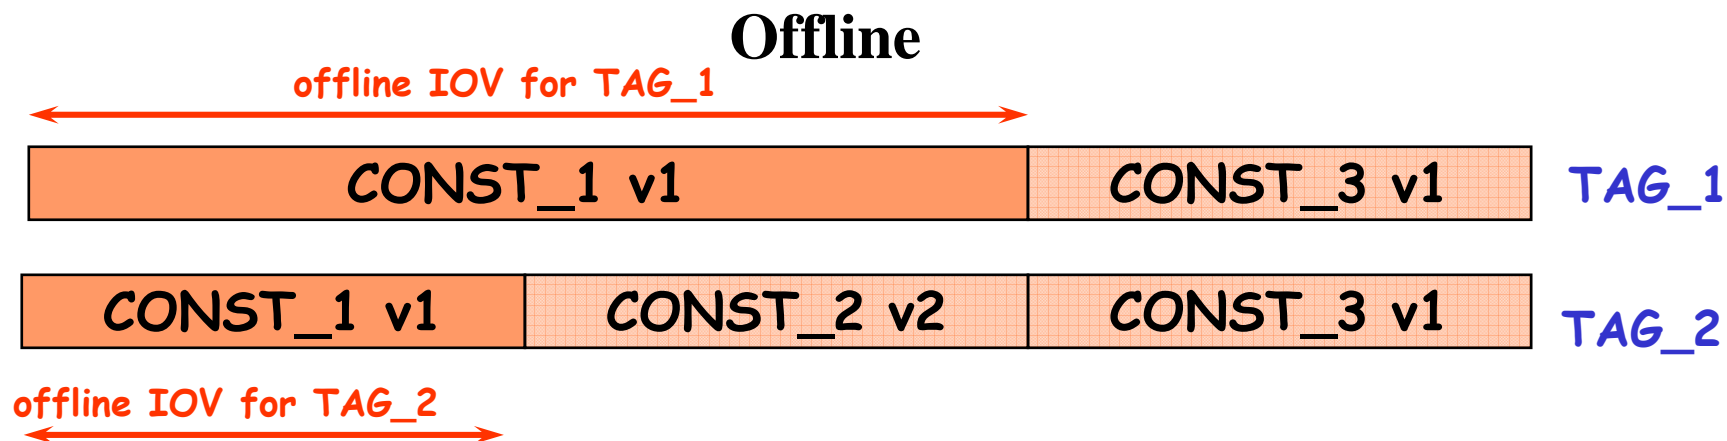 Offline
offline IOV for TAG_1
CONST_1 v1 CONST_3 v1 TAG_1
CONST_1 v1 CONST_2 v2 CONST_3 v1 TAG_2
offline IOV for TAG_2